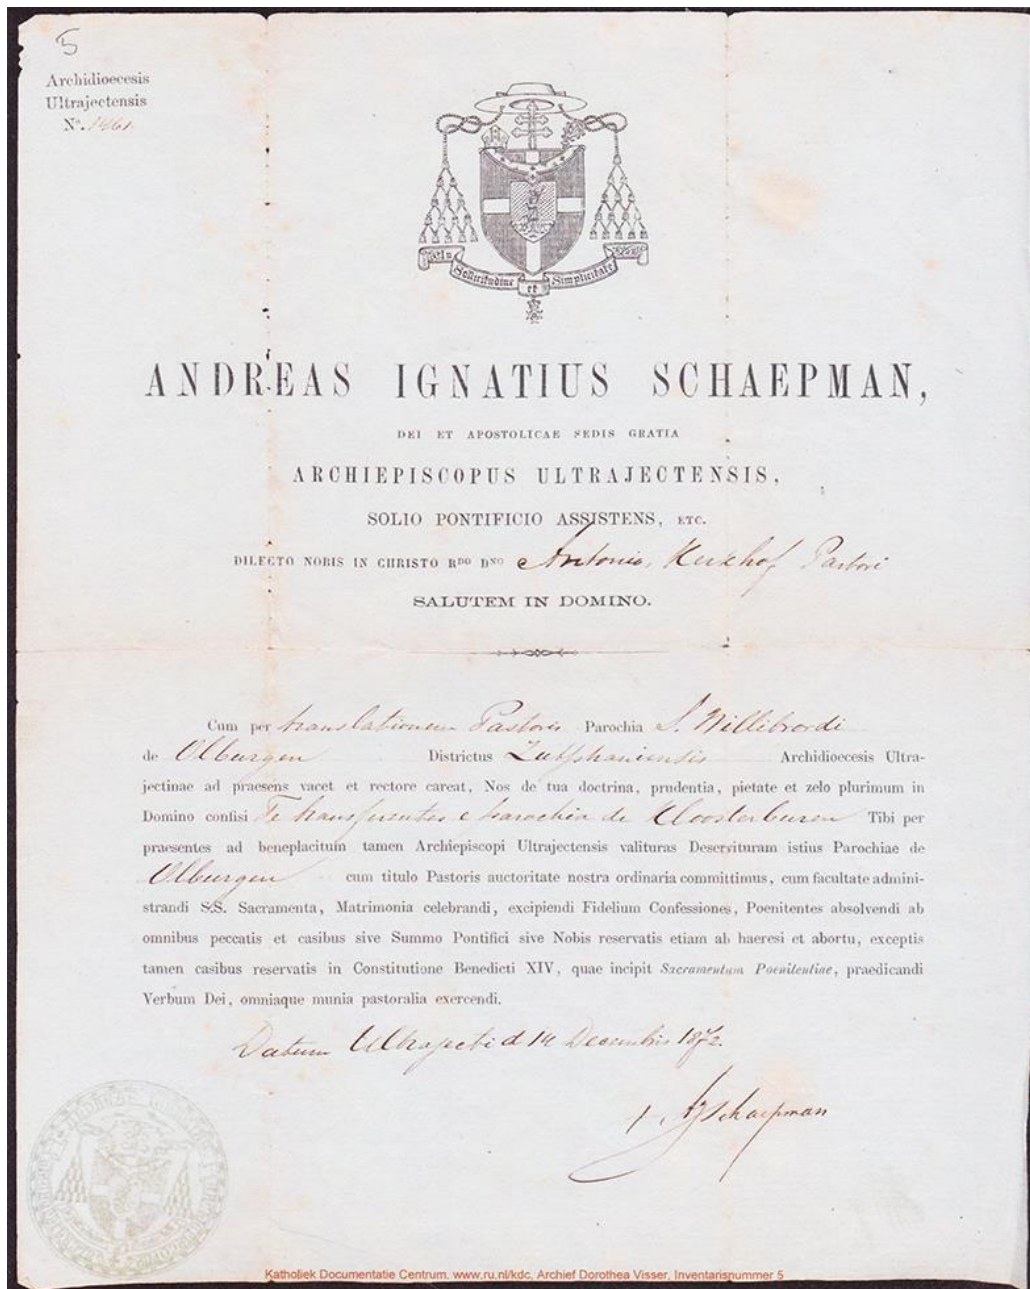 5
Archidioecesis
Ultrajectensis
No.
In
Sollicitudine et Simplicitate
ANDREAS IGNATIUS SCHAEPMAN,
DEI ET APOSTOLICAE SEDIS GRATIA
ARCHIEPISCOPUS ULTRAJECTENSIS,
SOLIO PONTIFICIO ASSISTENS, ETC.
DILECTO NOBIS IN CHRISTO RDO DNO Antonio, Kerkhof Pastori
SALUTEM IN DOMINO.
Cum per translationem Pastoris Parochia S. Willibrordi
de Olburgen Districtus Zutphaniensis Archidioecesis Ultra-
jectinae ad praesens vacet et rectore careat, Nos de tua doctrina, prudentia, pietate et zelo plurimum in
Domino confisi Te transferentes e parochia de Kloosterburen Tibi per
praesentes ad beneplacitum tamen Archiepiscopi Ultrajectensis valituras Deservituram istius Parochiae de
Olburgen cum titulo Pastoris auctoritate nostra ordinaria committimus, cum facultate admini-
strandi S.S. Sacramenta, Matrimonia celebrandi, excipiendi Fidelium Confessiones, Poenitentes absolvendi ab
omnibus peccatis et casibus sive Summo Pontifici sive Nobis reservatis etiam ab haeresi et abortu, exceptis
tamen casibus reservatis in Constitutione Benedicti XIV, quae incipit Sacramentum Poenitentiae, praedicandi
Verbum Dei, omniaque munia pastoralia exercendi.
Datum Ultrajecti d 14 Decembris 1872.
† AJSchaepman
Katholiek Documentatie Centrum, www.ru.nl/kdc, Archief Dorothea Visser, Inventarisnummer 5